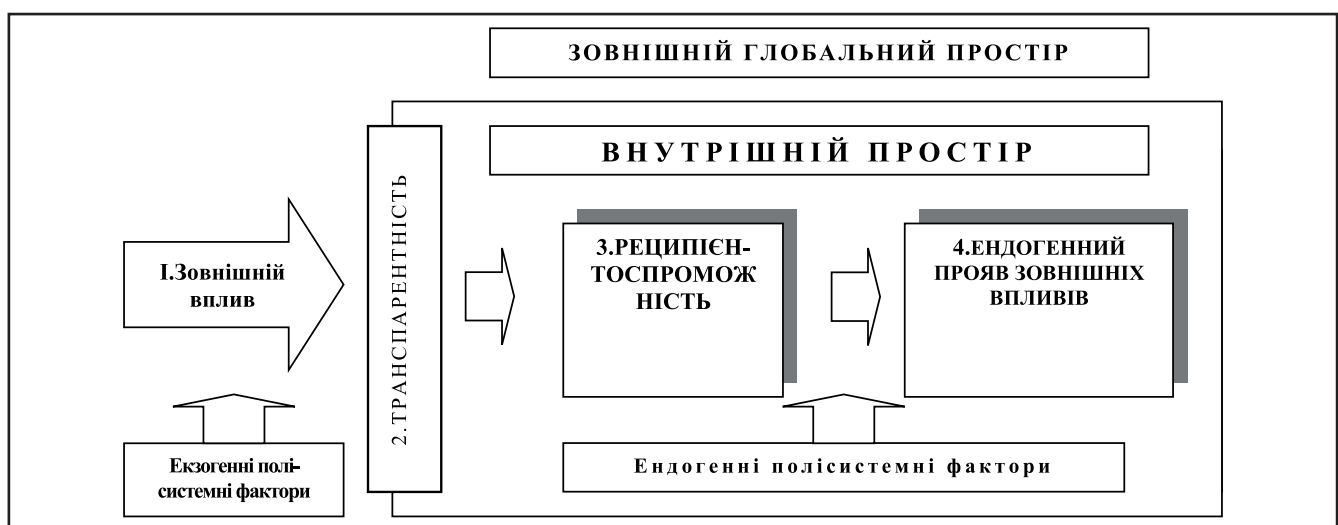 ЗОВНІШНІЙ ГЛОБАЛЬНИЙ ПРОСТІР
ВНУТРІШНІЙ ПРОСТІР
І.Зовнішній
вплив
2.ТРАНСПАРЕНТНІСТЬ
3.РЕЦИПІЄН-
ТОСПРОМОЖ
НІСТЬ
4.ЕНДОГЕННИЙ
ПРОЯВ ЗОВНІШНІХ
ВПЛИВІВ
Екзогенні полі-
системні фактори
Ендогенні полісистемні фактори